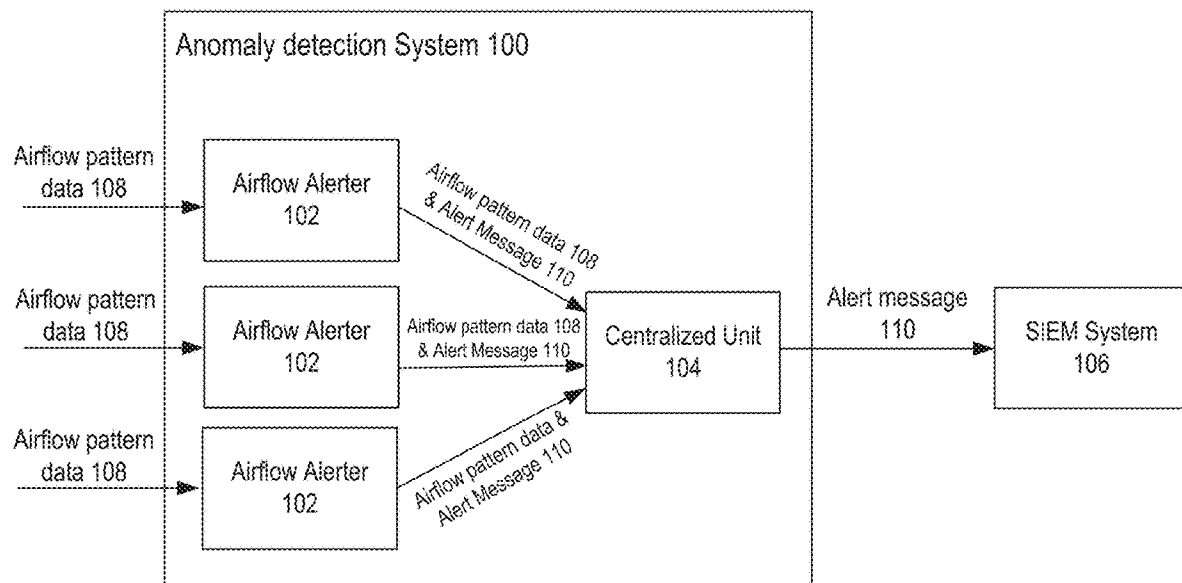 Anomaly detection System 100
Airflow pattern
data 108
Airflow Alerter
102
Airflow pattern data 108
& Alert Message 110
Airflow pattern
data 108
Airflow Alerter
102
Airflow pattern data 108
& Alert Message 110
Centralized Unit
104
Alert message
110
SIEM System
106
Airflow pattern
data 108
Airflow Alerter
102
Airflow pattern data &
Alert Message 110